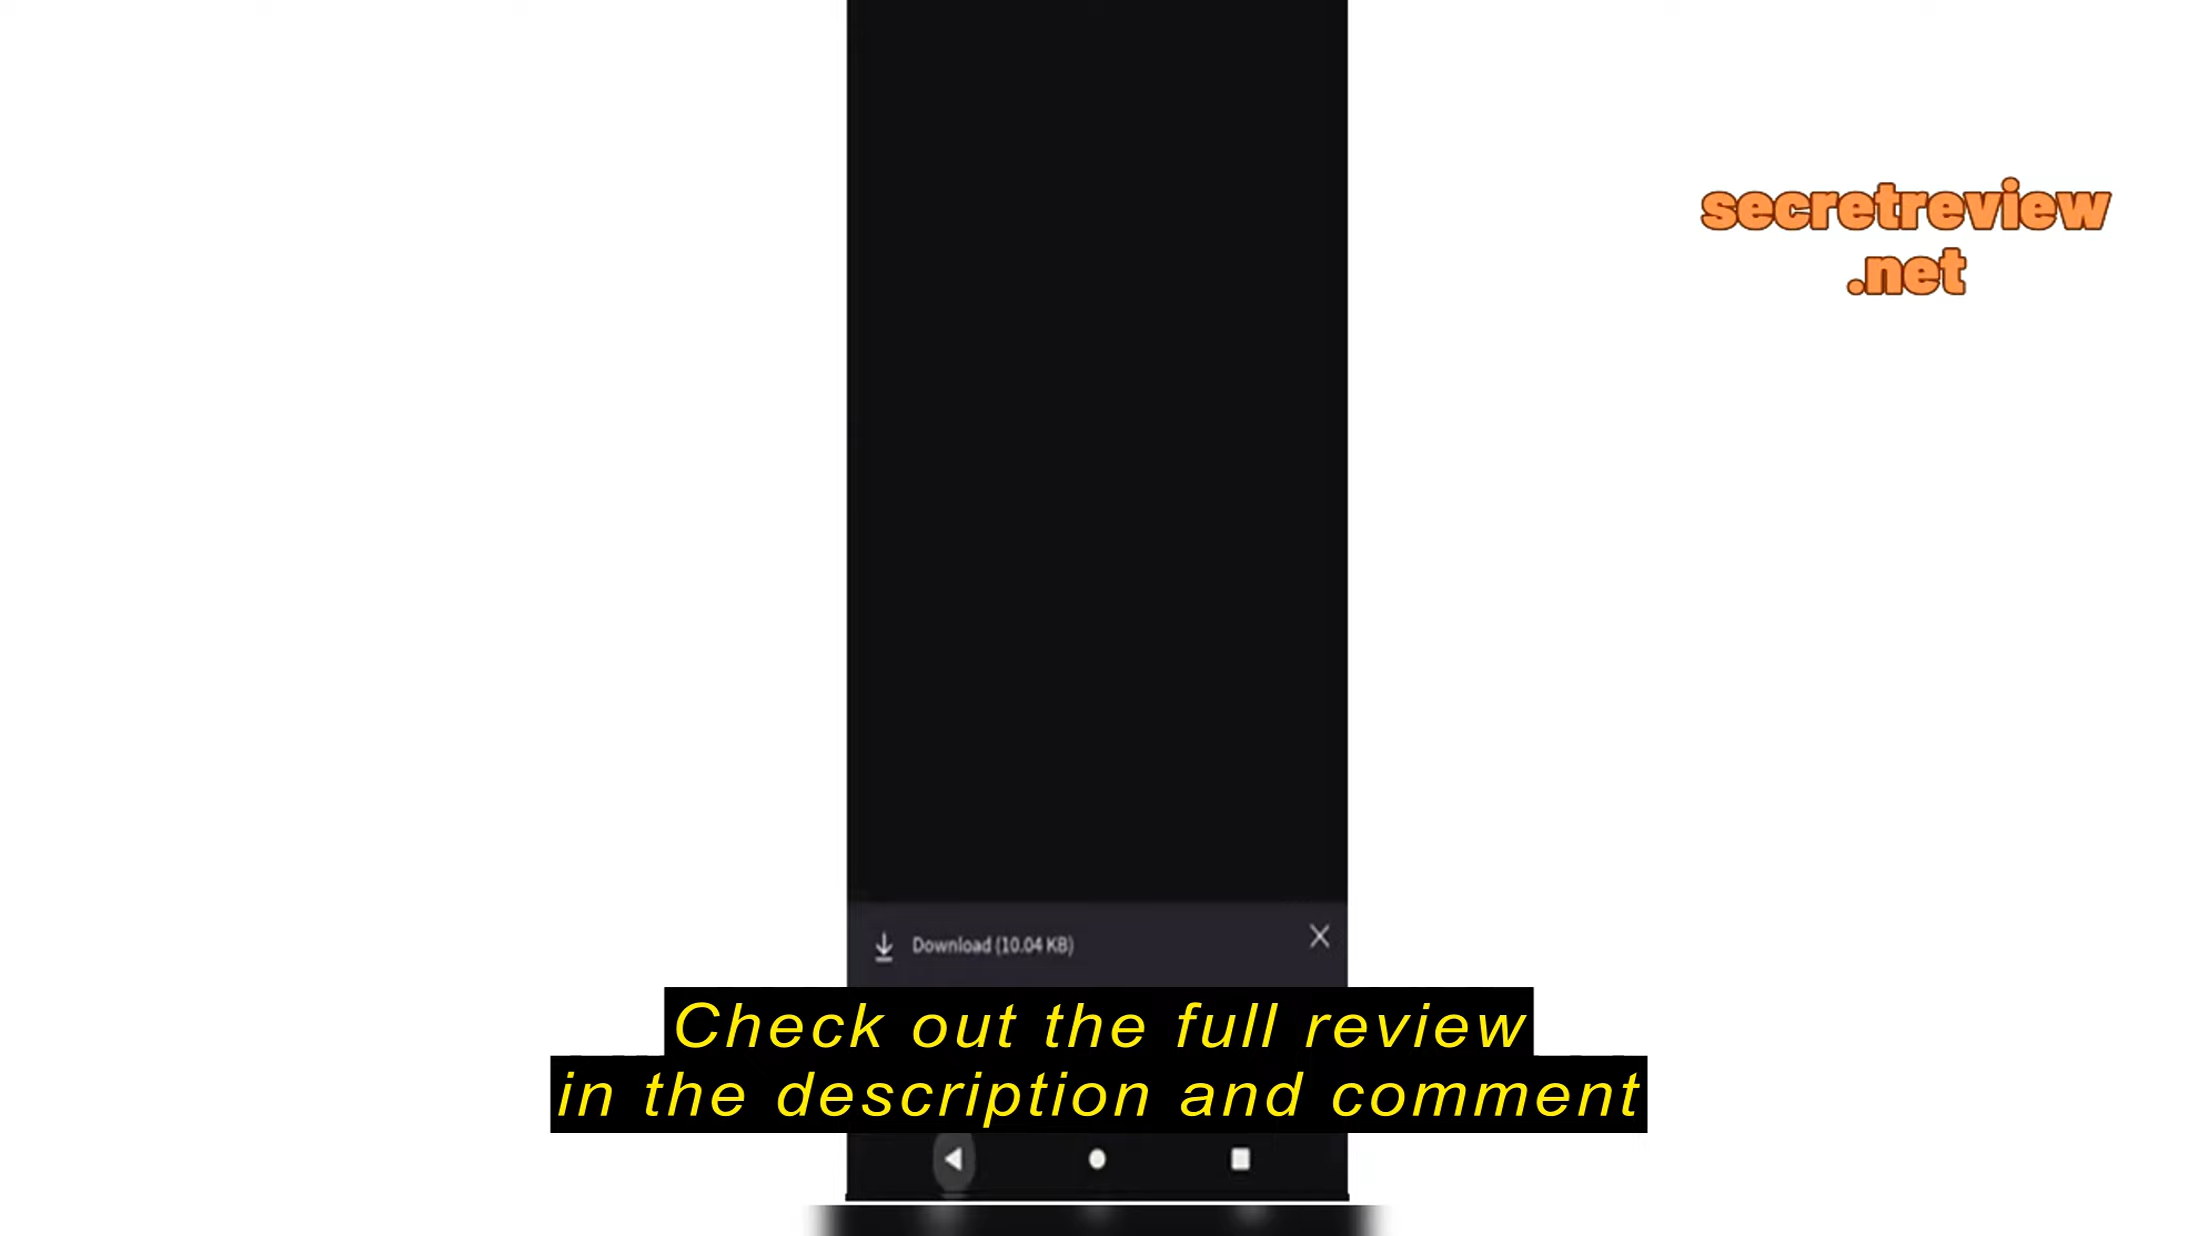 secretreview
.net
Download (10.04 KB)
Check out the full review
in the description and comment